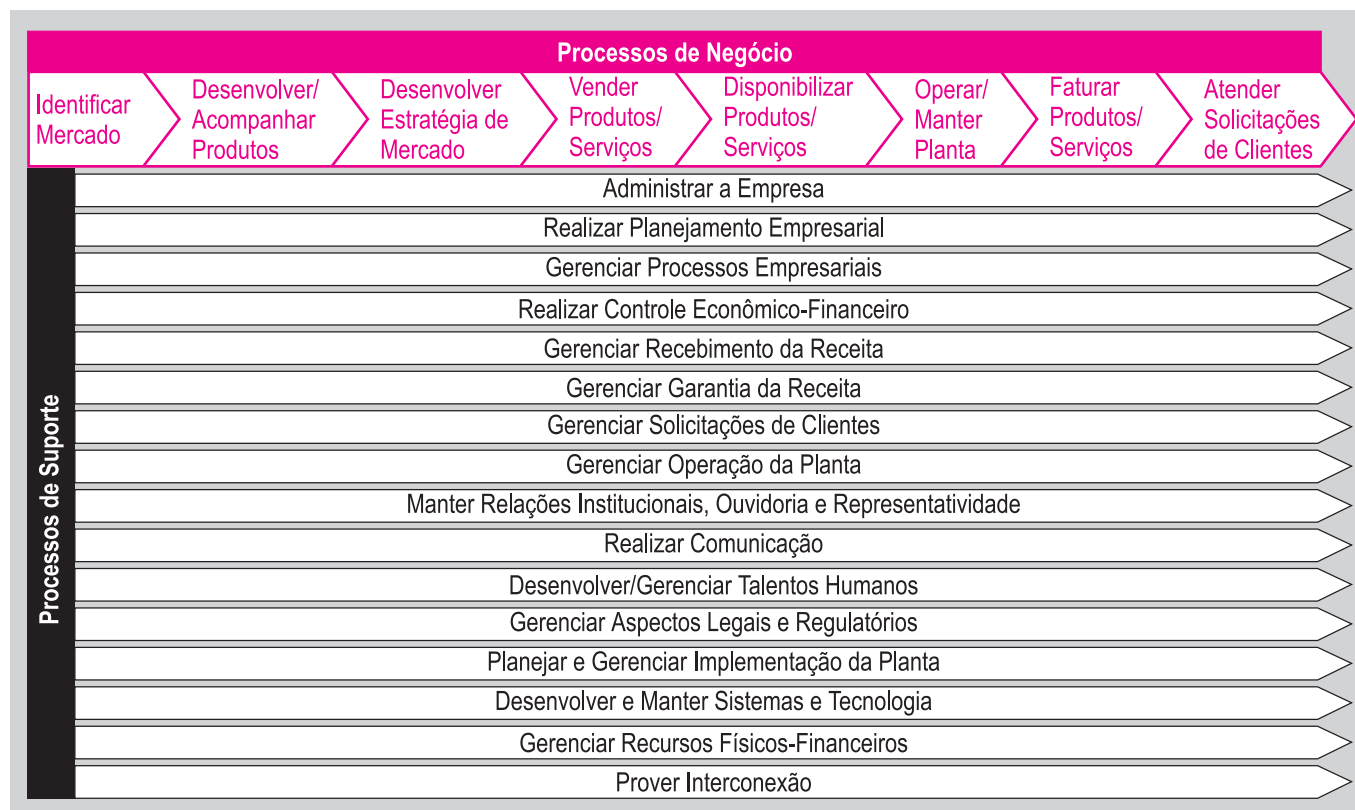 Processos de Negócio
Identificar
Mercado
Desenvolver/
Acompanhar
Produtos
Desenvolver
Estratégia de
Mercado
Vender
Produtos/
Serviços
Disponibilizar
Produtos/
Serviços
Operar/
Manter
Planta
Faturar
Produtos/
Serviços
Atender
Solicitações
de Clientes
Processos de Suporte
Administrar a Empresa
Realizar Planejamento Empresarial
Gerenciar Processos Empresariais
Realizar Controle Econômico-Financeiro
Gerenciar Recebimento da Receita
Gerenciar Garantia da Receita
Gerenciar Solicitações de Clientes
Gerenciar Operação da Planta
Manter Relações Institucionais, Ouvidoria e Representatividade
Realizar Comunicação
Desenvolver/Gerenciar Talentos Humanos
Gerenciar Aspectos Legais e Regulatórios
Planejar e Gerenciar Implementação da Planta
Desenvolver e Manter Sistemas e Tecnologia
Gerenciar Recursos Físicos-Financeiros
Prover Interconexão